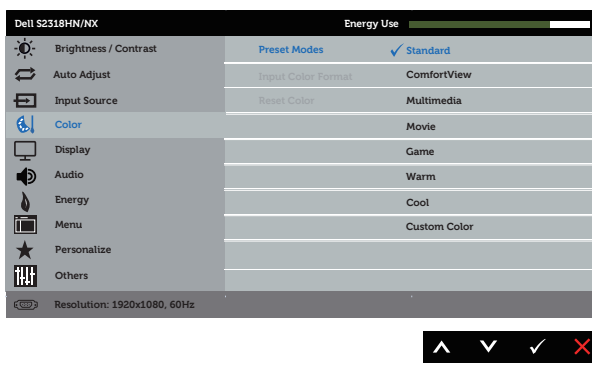 Dell S2318HN/NX Energy Use
Brightness / Contrast Preset Modes Standard
Auto Adjust Input Color Format ComfortView
Input Source Reset Color Multimedia
Color Movie
Display Game
Audio Warm
Energy Cool
Menu Custom Color
Personalize
Others
Resolution: 1920x1080, 60Hz